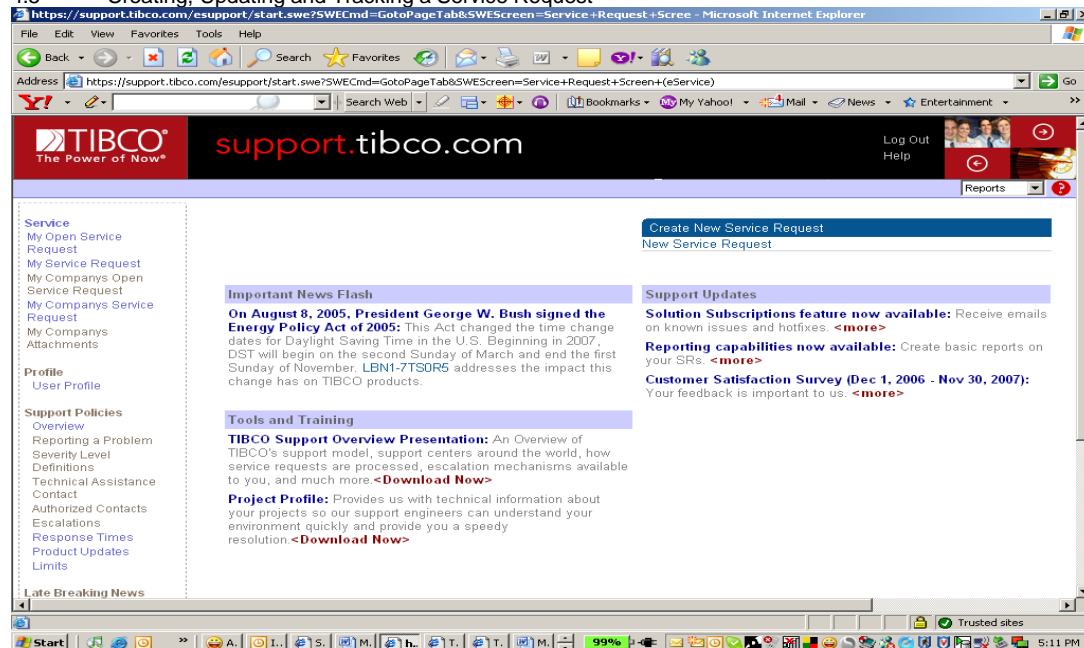 Creating, Updating and Tracking a Service Request
https://support.tibco.com/esupport/start.swe?SWECmd=GotoPageTab&SWEScreen=Service+Request+Scree - Microsoft Internet Explorer
File Edit View Favorites Tools Help
Back Search Favorites
Address https://support.tibco.com/esupport/start.swe?SWECmd=GotoPageTab&SWEScreen=Service+Request+Screen+(eService) Go
Y! Search Web Bookmarks My Yahoo! Mail News Entertainment >>
TIBCO®
The Power of Now®
support.tibco.com
Log Out
Help
Reports
Service
My Open Service
Request
My Service Request
My Companys Open
Service Request
My Companys Service
Request
My Companys
Attachments
Profile
User Profile
Support Policies
Overview
Reporting a Problem
Severity Level
Definitions
Technical Assistance
Contact
Authorized Contacts
Escalations
Response Times
Product Updates
Limits
Late Breaking News
Important News Flash
On August 8, 2005, President George W. Bush signed the
Energy Policy Act of 2005: This Act changed the time change
dates for Daylight Saving Time in the U.S. Beginning in 2007,
DST will begin on the second Sunday of March and end the first
Sunday of November. LBN1-7TS0R5 addresses the impact this
change has on TIBCO products.
Tools and Training
TIBCO Support Overview Presentation: An Overview of
TIBCO's support model, support centers around the world, how
service requests are processed, escalation mechanisms available
to you, and much more.<Download Now>
Project Profile: Provides us with technical information about
your projects so our support engineers can understand your
environment quickly and provide you a speedy
resolution.<Download Now>
Create New Service Request
New Service Request
Support Updates
Solution Subscriptions feature now available: Receive emails
on known issues and hotfixes. <more>
Reporting capabilities now available: Create basic reports on
your SRs. <more>
Customer Satisfaction Survey (Dec 1, 2006 - Nov 30, 2007):
Your feedback is important to us. <more>
Trusted sites
Start >> A. I.. S. M. h.. T. T. M. 99% 5:11 PM